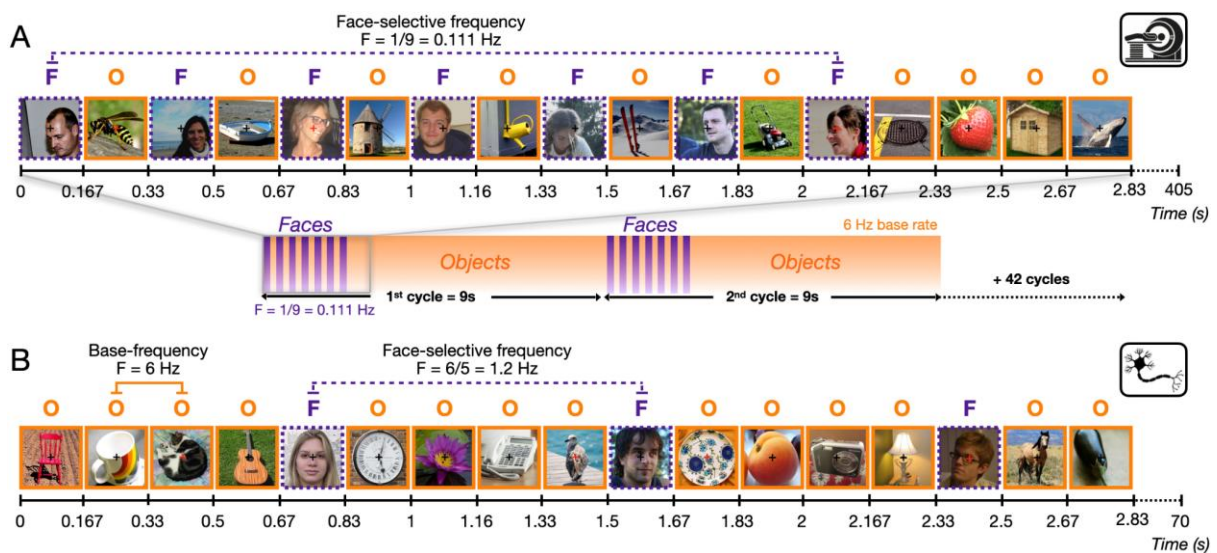 A
Face-selective frequency
F = 1/9 = 0.111 Hz
F O F O F O F O F O F O F O O O O
0 0.167 0.33 0.5 0.67 0.83 1 1.16 1.33 1.5 1.67 1.83 2 2.167 2.33 2.5 2.67 2.83 405
Time (s)
Faces Faces 6 Hz base rate
Objects Objects
1st cycle = 9s 2nd cycle = 9s + 42 cycles
F = 1/9 = 0.111 Hz
B
Base-frequency Face-selective frequency
F = 6 Hz F = 6/5 = 1.2 Hz
O O O O F O O O O F O O O O F O O
0 0.167 0.33 0.5 0.67 0.83 1 1.16 1.33 1.5 1.67 1.83 2 2.167 2.33 2.5 2.67 2.83 70
Time (s)